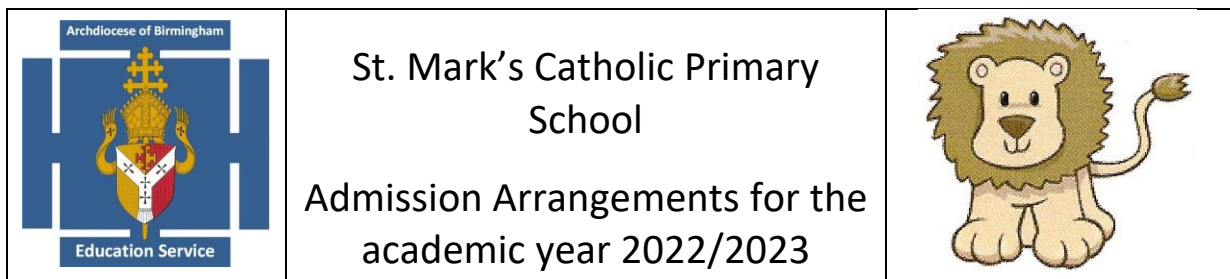 Archdiocese of Birmingham
Education Service
St. Mark's Catholic Primary
School
Admission Arrangements for the
academic year 2022/2023